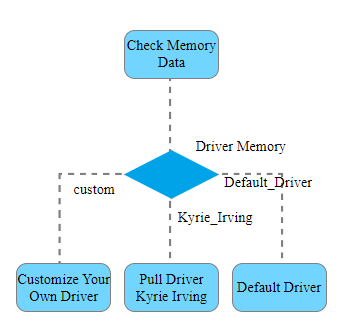 Check Memory
Data
Driver Memory
custom
Default_Driver
Kyrie_Irving
Customize Your
Own Driver
Pull Driver
Kyrie Irving
Default Driver